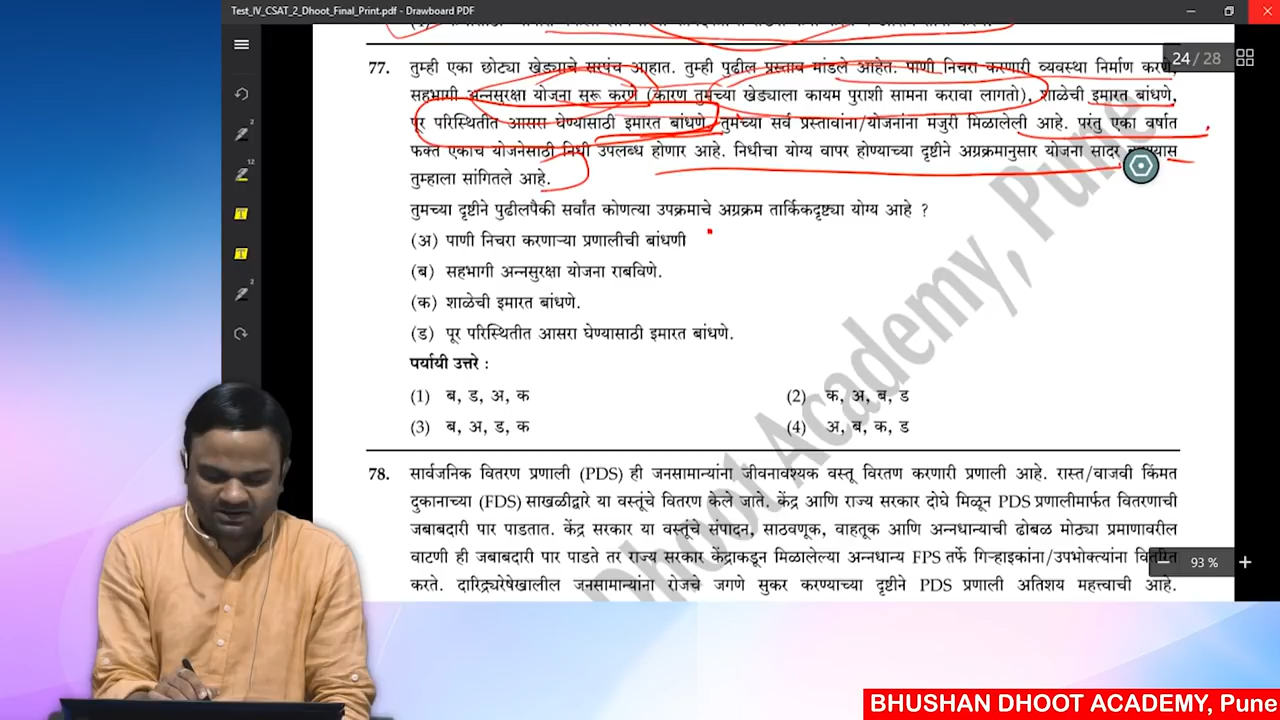 Test_IV_CSAT_2_Dhoot_Final_Print.pdf - Drawboard PDF
24 / 28
77. तुम्ही एका छोट्या खेड्याचे सरपंच आहात. तुम्ही पुढील प्रस्ताव मांडले आहेत. पाणी निचरा करणारी व्यवस्था निर्माण करणे,
सहभागी अन्नसुरक्षा योजना सुरू करणे (कारण तुमच्या खेड्याला कायम पुराशी सामना करावा लागतो), शाळेची इमारत बांधणे,
पूर परिस्थितीत आसरा घेण्यासाठी इमारत बांधणे, तुमच्या सर्व प्रस्तावांना/योजनांना मजुरी मिळालेली आहे. परंतु एका वर्षात
फक्त एकाच योजनेसाठी निधी उपलब्ध होणार आहे. निधीचा योग्य वापर होण्याच्या दृष्टीने अग्रक्रमानुसार योजना सादर
तुम्हाला सांगितले आहे.
तुमच्या दृष्टीने पुढीलपैकी सर्वांत कोणत्या उपक्रमाचे अग्रक्रम तार्किकदृष्ट्या योग्य आहे ?
(अ) पाणी निचरा करणाऱ्या प्रणालीची बांधणी
(ब) सहभागी अन्नसुरक्षा योजना राबविणे.
(क) शाळेची इमारत बांधणे.
(ड) पूर परिस्थितीत आसरा घेण्यासाठी इमारत बांधणे.
पर्यायी उत्तरे :
(1) ब, ड, अ, क (2) क, अ, ब, ड
(3) ब, अ, ड, क (4) अ, ब, क, ड
78. सार्वजनिक वितरण प्रणाली (PDS) ही जनसामान्यांना जीवनावश्यक वस्तू विरतण करणारी प्रणाली आहे. रास्त/वाजवी किंमत
दुकानाच्या (FDS) साखळीद्वारे या वस्तूंचे वितरण केले जाते. केंद्र आणि राज्य सरकार दोघे मिळून PDS प्रणालीमार्फत वितरणाची
जबाबदारी पार पाडतात. केंद्र सरकार या वस्तूंचे संपादन, साठवणूक, वाहतूक आणि अन्नधान्याची ढोबळ मोठ्या प्रमाणावरील
वाटणी ही जबाबदारी पार पाडते तर राज्य सरकार केंद्राकडून मिळालेल्या अन्नधान्य FPS तर्फे गिऱ्हाइकांना/उपभोक्त्यांना वितरित
करते. दारिद्र्यरेषेखालील जनसामान्यांना रोजचे जगणे सुकर करण्याच्या दृष्टीने PDS प्रणाली अतिशय महत्त्वाची आहे.
93 %
Dhoot Academy, Pune
BHUSHAN DHOOT ACADEMY, Pune